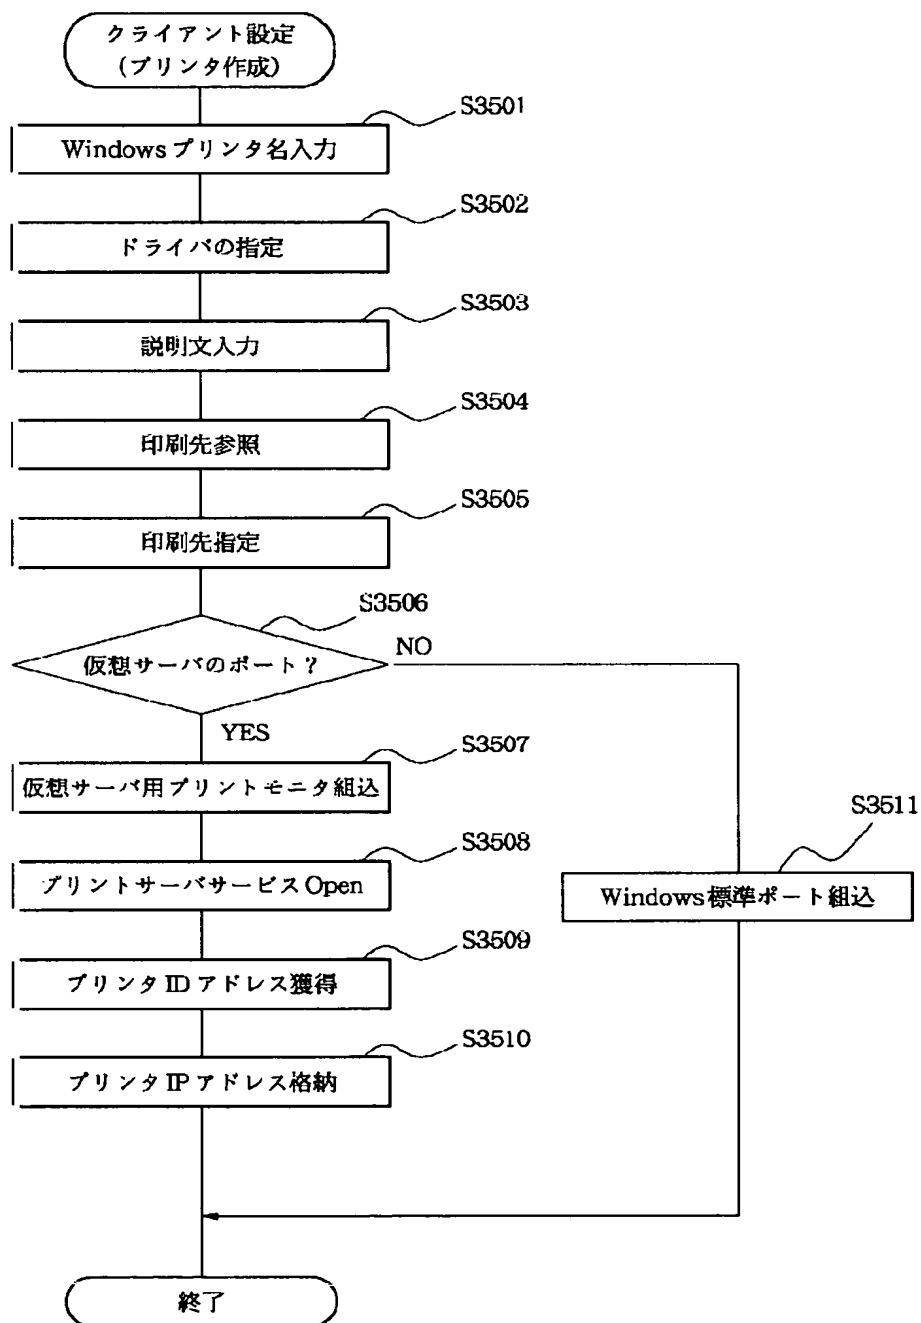 クライアント設定
（プリンタ作成）
S3501
Windowsプリンタ名入力
S3502
ドライバの指定
S3503
説明文入力
S3504
印刷先参照
S3505
印刷先指定
S3506
仮想サーバのポート？
NO
YES
S3507
仮想サーバ用プリントモニタ組込
S3508
プリントサーバサービスOpen
S3511
Windows標準ポート組込
S3509
プリンタIDアドレス獲得
S3510
プリンタIPアドレス格納
終了